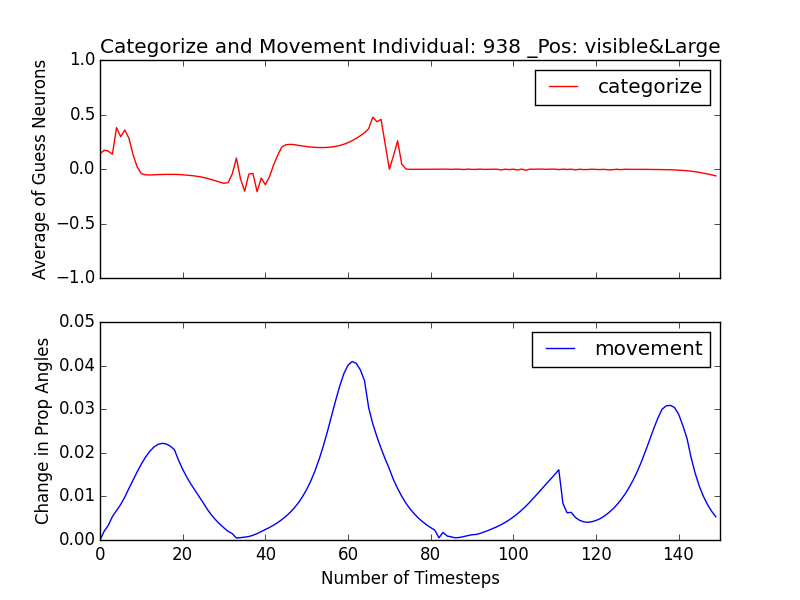 Categorize and Movement Individual: 938 _Pos: visible&Large
1.0
0.5
0.0
−0.5
−1.0
Average of Guess Neurons
categorize
0.05
0.04
0.03
0.02
0.01
0.00
Change in Prop Angles
movement
0 20 40 60 80 100 120 140
Number of Timesteps